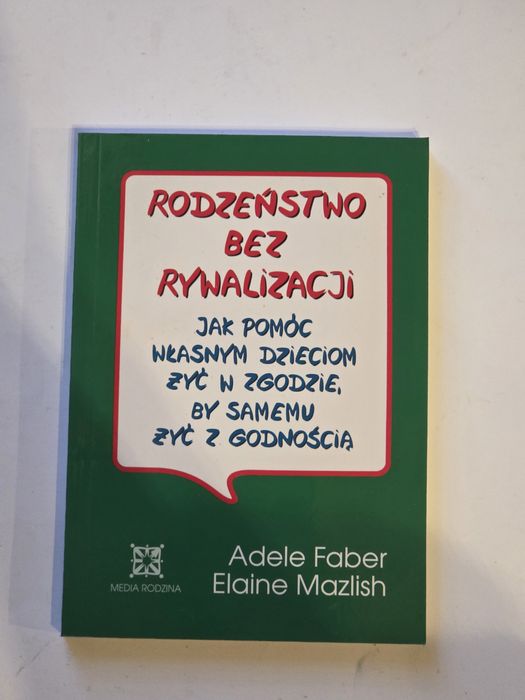 RODZEŃSTWO
BEZ
RYWALIZACJI
JAK POMÓC
WŁASNYM DZIECIOM
ŻYĆ W ZGODZIE,
BY SAMEMU
ŻYĆ Z GODNOŚCIĄ
Adele Faber
Elaine Mazlish
MEDIA RODZINA